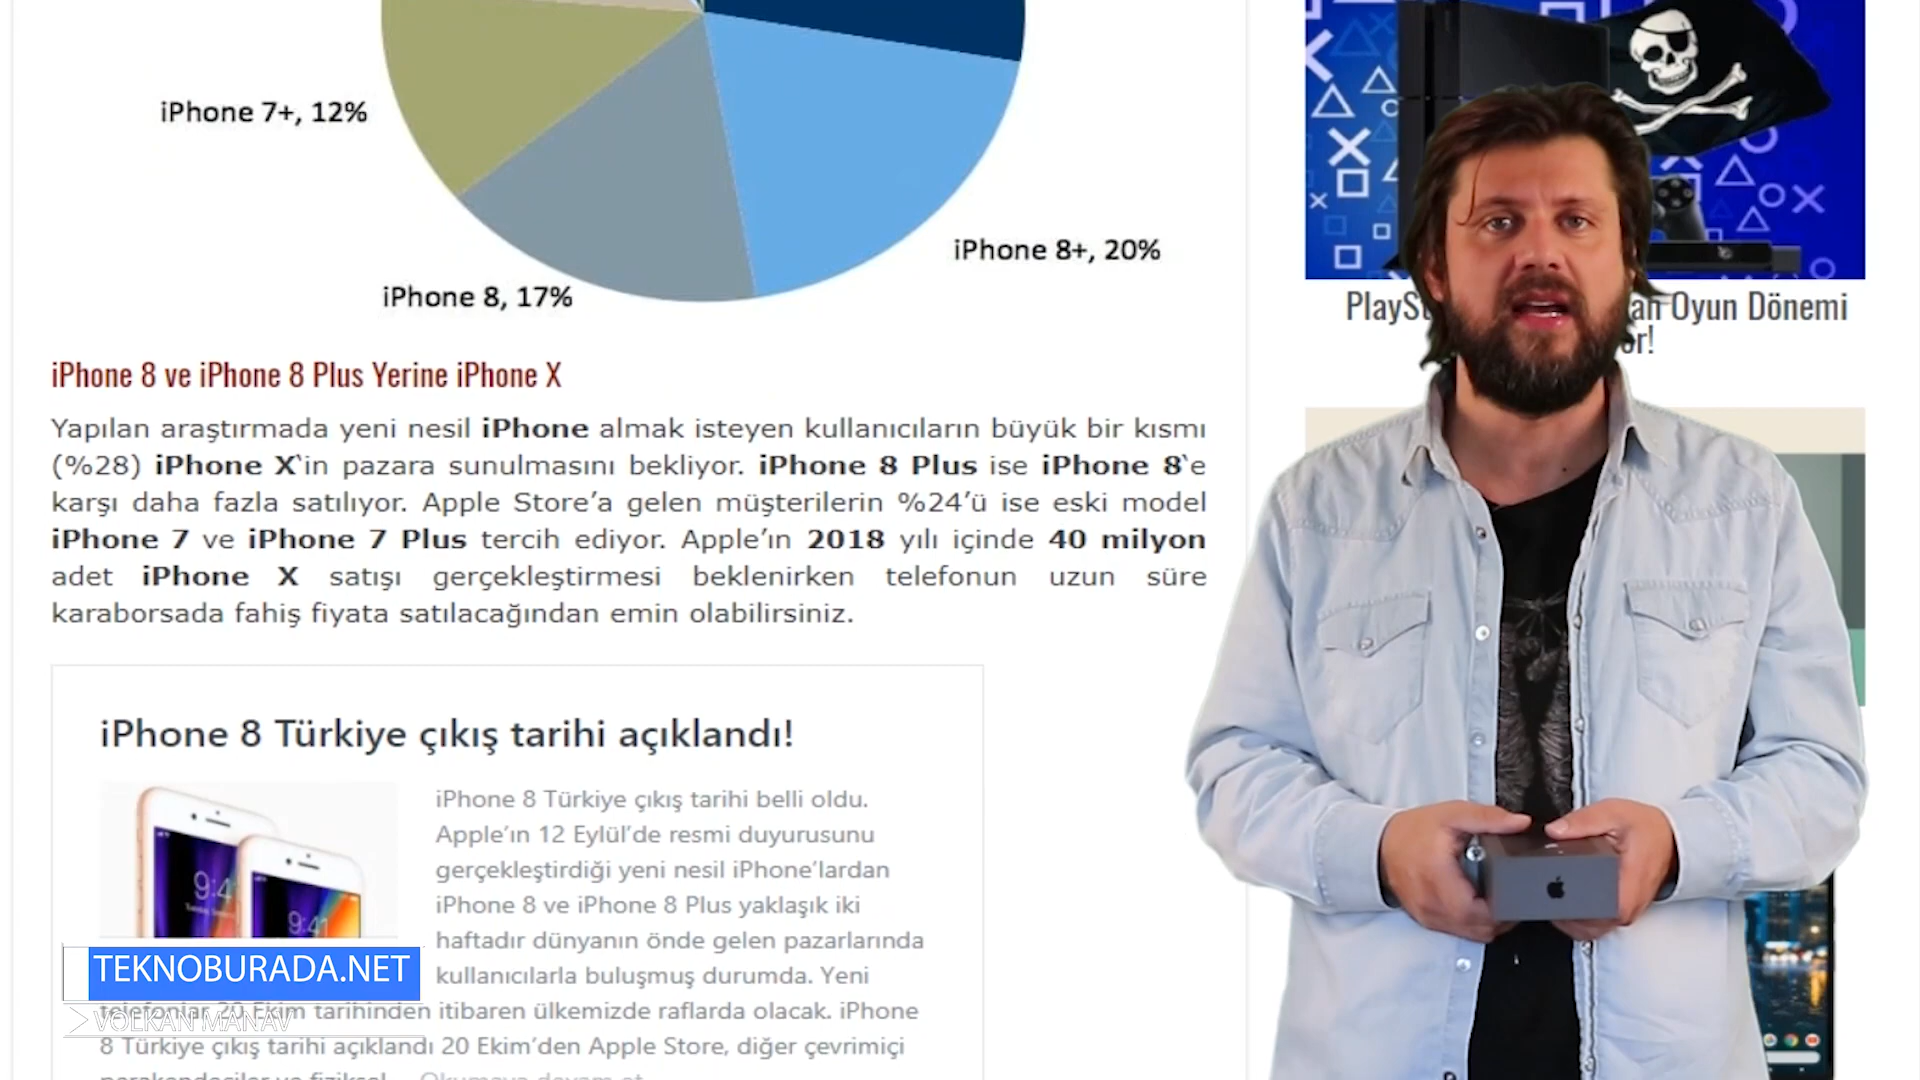 iPhone 7+, 12%
iPhone 8+, 20%
iPhone 8, 17%
iPhone 8 ve iPhone 8 Plus Yerine iPhone X
Yapılan araştırmada yeni nesil iPhone almak isteyen kullanıcıların büyük bir kısmı
(%28) iPhone X‘in pazara sunulmasını bekliyor. iPhone 8 Plus ise iPhone 8‘e
karşı daha fazla satılıyor. Apple Store’a gelen müşterilerin %24’ü ise eski model
iPhone 7 ve iPhone 7 Plus tercih ediyor. Apple’ın 2018 yılı içinde 40 milyon
adet iPhone X satışı gerçekleştirmesi beklenirken telefonun uzun süre
karaborsada fahiş fiyata satılacağından emin olabilirsiniz.
iPhone 8 Türkiye çıkış tarihi açıklandı!
iPhone 8 Türkiye çıkış tarihi belli oldu.
Apple’ın 12 Eylül’de resmi duyurusunu
gerçekleştirdiği yeni nesil iPhone’lardan
iPhone 8 ve iPhone 8 Plus yaklaşık iki
haftadır dünyanın önde gelen pazarlarında
kullanıcılarla buluşmuş durumda. Yeni
telefonlar 20 Ekim tarihinden itibaren ülkemizde raflarda olacak. iPhone
8 Türkiye çıkış tarihi açıklandı 20 Ekim’den Apple Store, diğer çevrimiçi
9:41
TEKNOBURADA.NET
VOLKAN MANAV
Oyun Dönemi